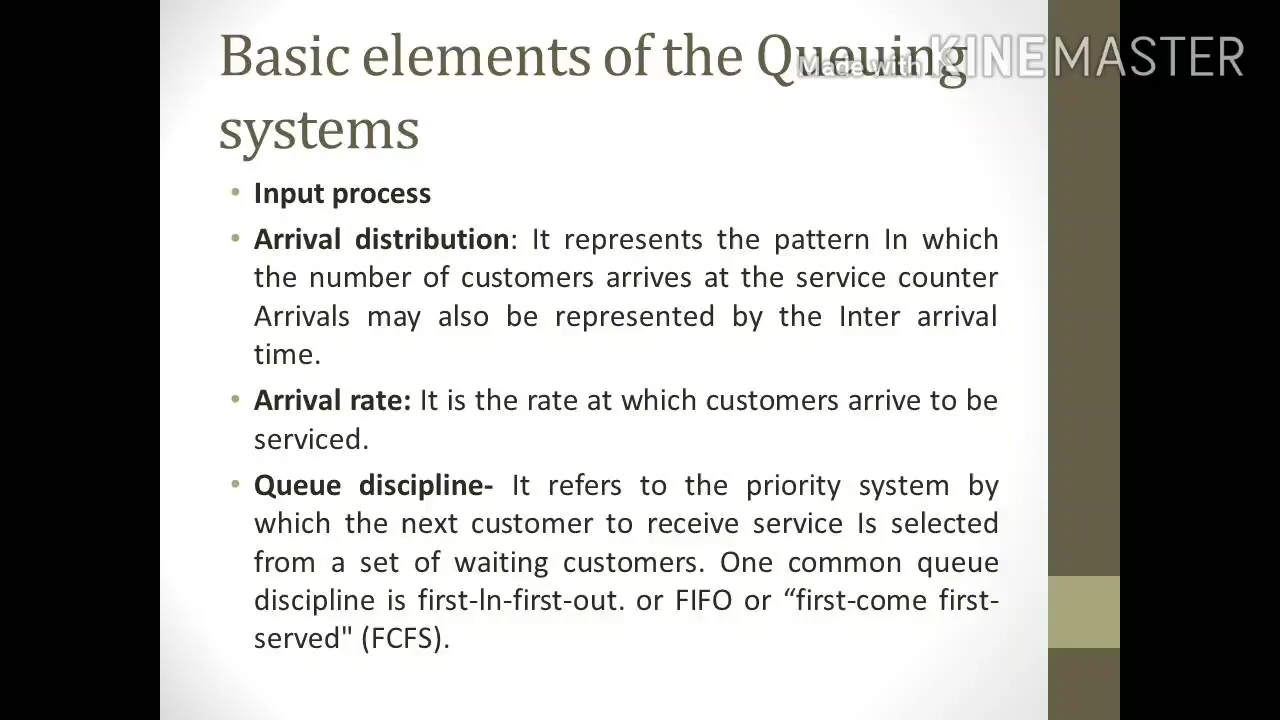 Basic elements of the Queuing
Made with KINEMASTER
systems
• Input process
• Arrival distribution: It represents the pattern In which
the number of customers arrives at the service counter
Arrivals may also be represented by the Inter arrival
time.
• Arrival rate: It is the rate at which customers arrive to be
serviced.
• Queue discipline- It refers to the priority system by
which the next customer to receive service Is selected
from a set of waiting customers. One common queue
discipline is first-ln-first-out. or FIFO or “first-come first-
served" (FCFS).